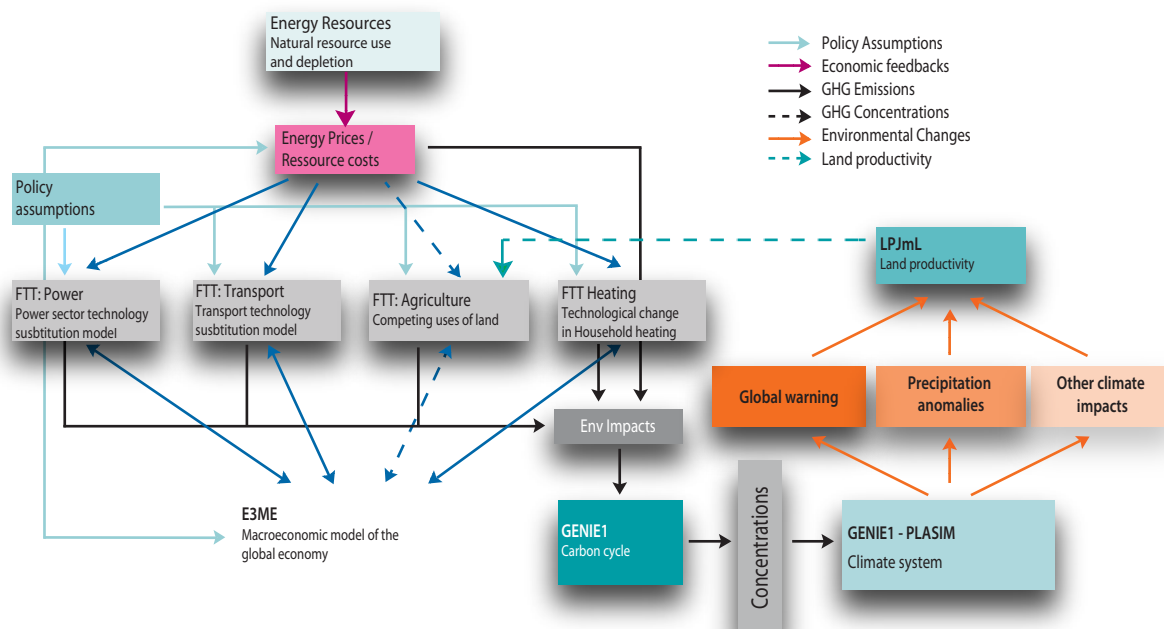 Energy Resources
Natural resource use
and depletion
Policy Assumptions
Economic feedbacks
GHG Emissions
GHG Concentrations
Environmental Changes
Land productivity
Energy Prices /
Ressource costs
Policy
assumptions
LPJmL
Land productivity
FTT: Power
Power sector technology
susbtitution model
FTT: Transport
Transport technology
susbtitution model
FTT: Agriculture
Competing uses of land
FTT Heating
Technological change
in Household heating
Global warning
Precipitation
anomalies
Other climate
impacts
Env Impacts
E3ME
Macroeconomic model of the
global economy
GENIE1
Carbon cycle
Concentrations
GENIE1 - PLASIM
Climate system